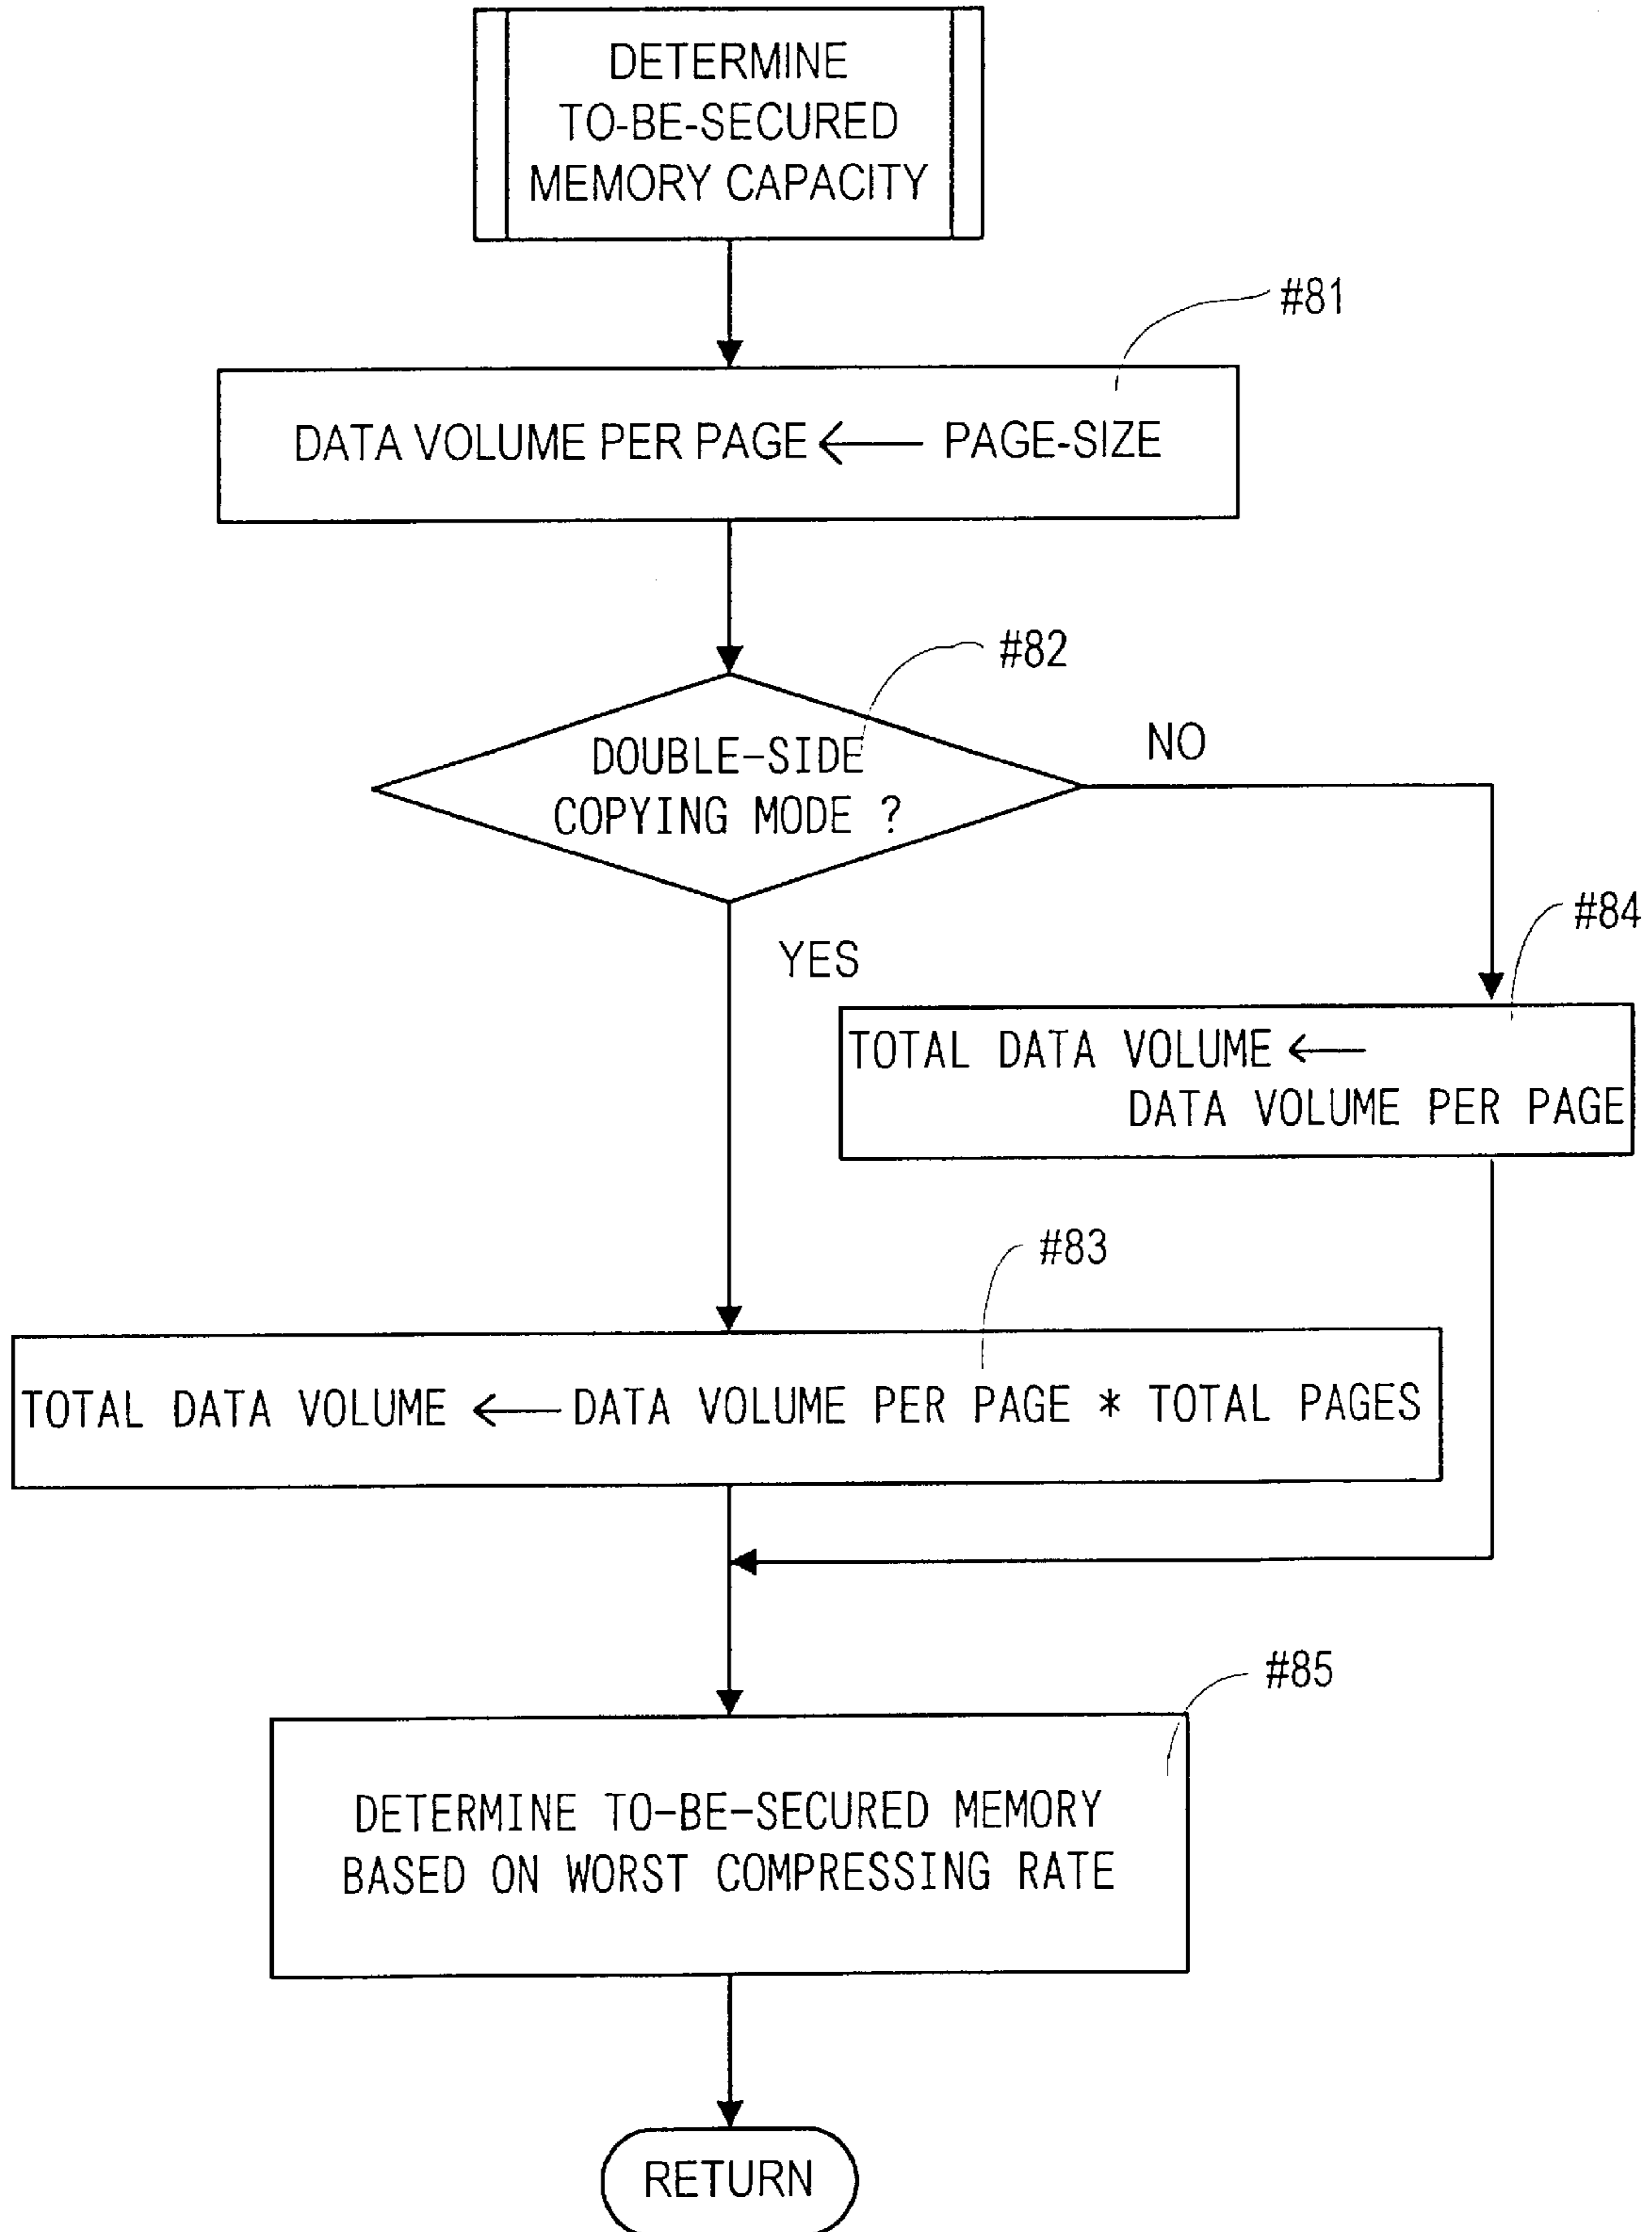 DETERMINE
TO-BE-SECURED
MEMORY CAPACITY
#81
DATA VOLUME PER PAGE ← PAGE-SIZE
#82
DOUBLE-SIDE
COPYING MODE ?
NO
YES
#84
TOTAL DATA VOLUME ←
DATA VOLUME PER PAGE
#83
TOTAL DATA VOLUME ← DATA VOLUME PER PAGE * TOTAL PAGES
#85
DETERMINE TO-BE-SECURED MEMORY
BASED ON WORST COMPRESSING RATE
RETURN